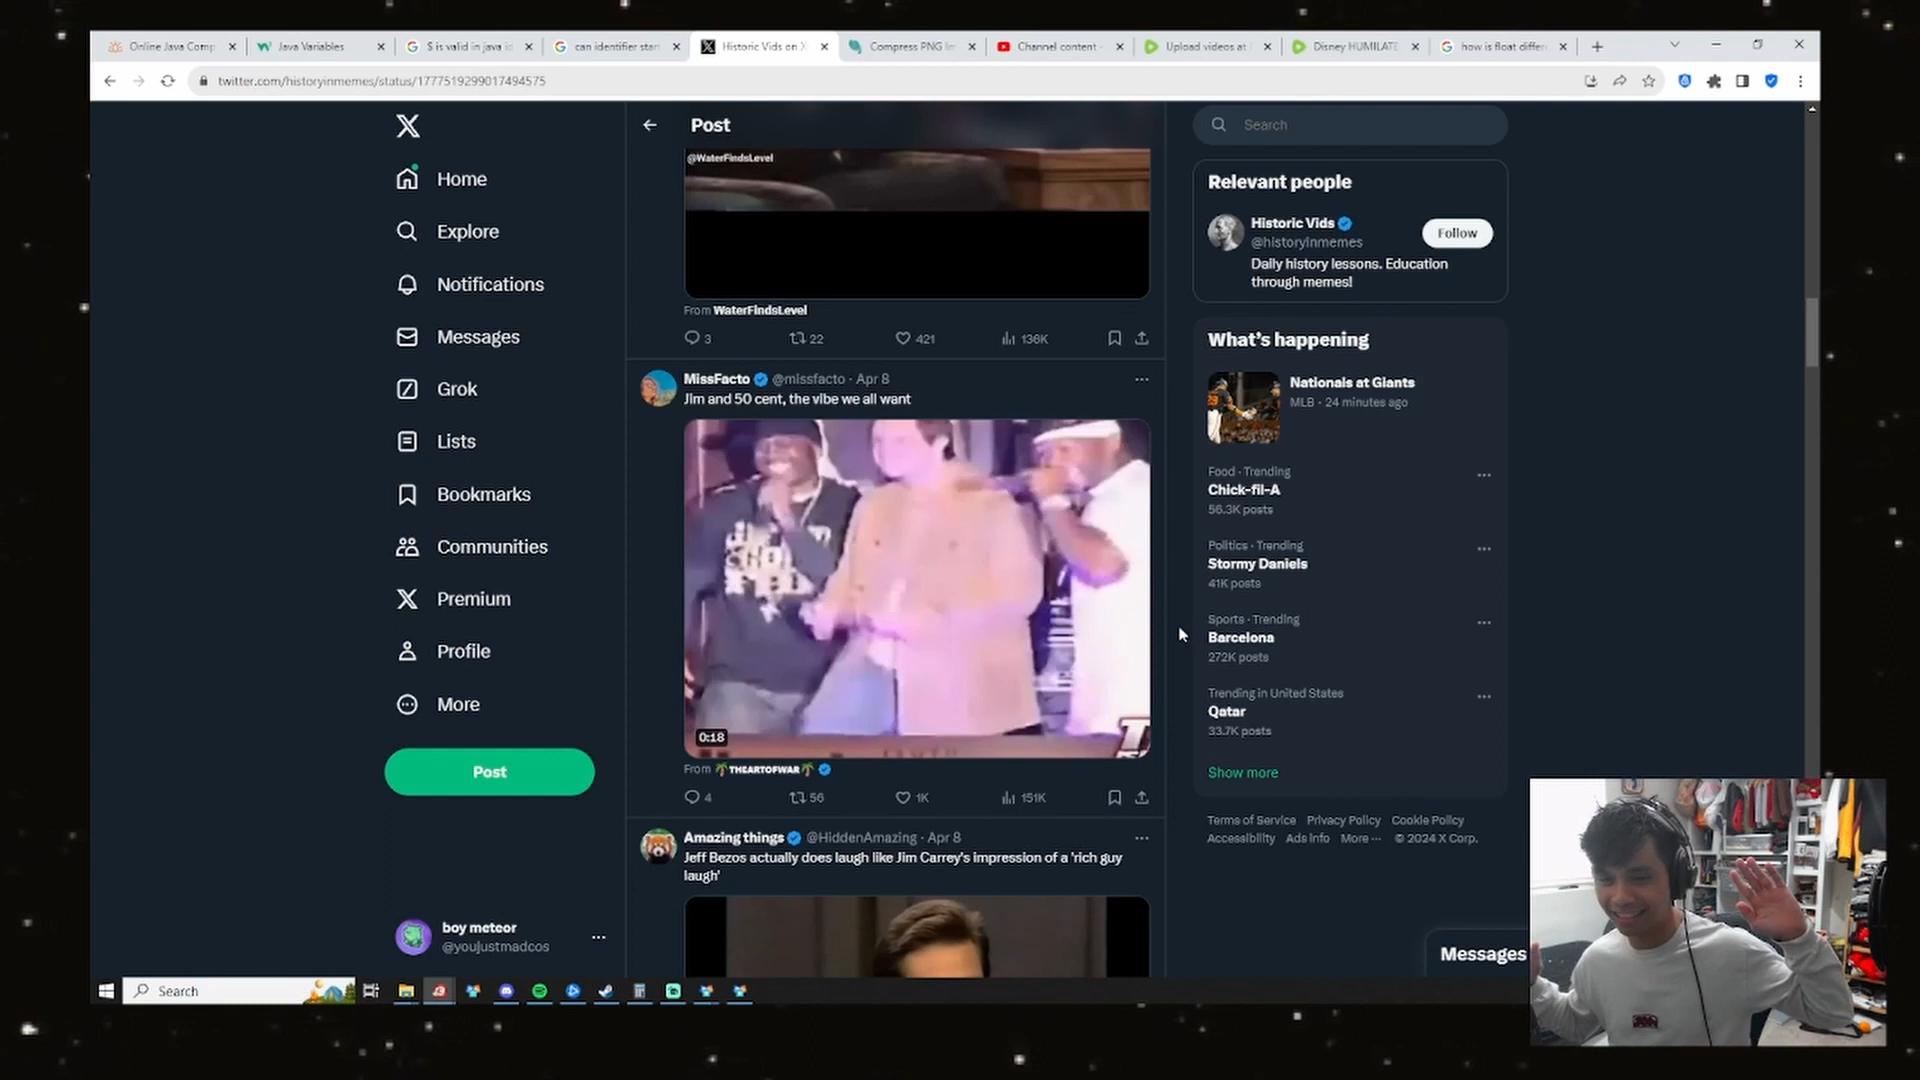 Online Java Comp
Java Variables
$ is valid in java id
can identifier start
Historic Vids on X
Compress PNG Im
Channel content -
Upload videos at
Disney HUMILATE
how is float differ
twitter.com/historyinmemes/status/1777519299017494575
Home
Explore
Notifications
Messages
Grok
Lists
Bookmarks
Communities
Premium
Profile
More
Post
boy meteor
@youjustmadcos
Post
@WaterFindsLevel
From WaterFindsLevel
3
22
421
136K
MissFacto @missfacto · Apr 8
Jim and 50 cent, the vibe we all want
0:18
From THEARTOFWAR
4
56
1K
151K
Amazing things @HiddenAmazing · Apr 8
Jeff Bezos actually does laugh like Jim Carrey's impression of a 'rich guy
laugh'
Search
Relevant people
Historic Vids
@historyinmemes
Follow
Daily history lessons. Education
through memes!
What's happening
Nationals at Giants
MLB · 24 minutes ago
Food · Trending
Chick-fil-A
56.3K posts
Politics · Trending
Stormy Daniels
41K posts
Sports · Trending
Barcelona
272K posts
Trending in United States
Qatar
33.7K posts
Show more
Terms of Service Privacy Policy Cookie Policy
Accessibility Ads info More ··· © 2024 X Corp.
Messages
Search